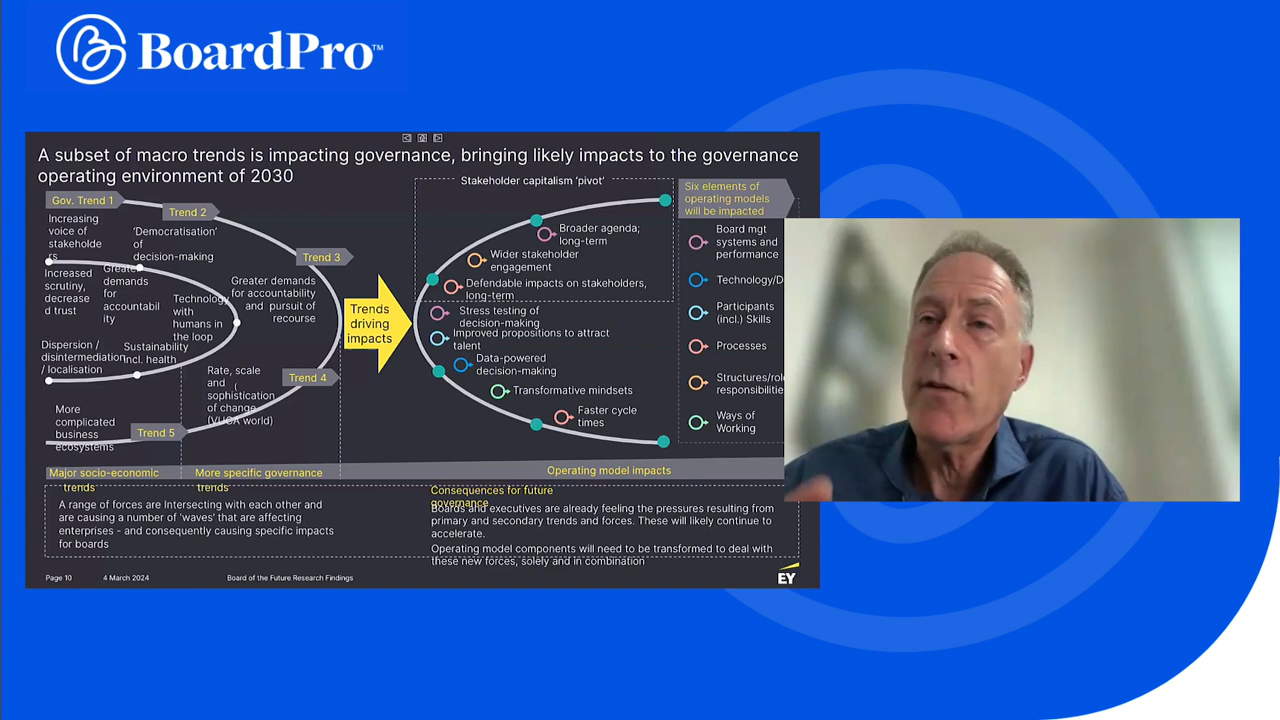 BoardPro™
A subset of macro trends is impacting governance, bringing likely impacts to the governance
operating environment of 2030
Gov. Trend 1
Increasing
voice of
stakeholde
rs
Trend 2
'Democratisation'
of
decision-making
Trend 3
Greater demands
for accountability
and pursuit of
recourse
Increased
scrutiny,
decrease
d trust
Greater
demands
for
accountabil
ity
Technology
with
humans in
the loop
Dispersion /
disintermediation
/ localisation
Sustainability
incl. health
Rate, scale
and
sophistication
of change
(VUCA world)
Trend 4
More
complicated
business
ecosystems
Trend 5
Trends
driving
impacts
Stakeholder capitalism 'pivot'
Broader agenda;
long-term
Wider stakeholder
engagement
Defendable impacts on stakeholders,
long-term
Stress testing of
decision-making
Improved propositions to attract
talent
Data-powered
decision-making
Transformative mindsets
Faster cycle
times
Six elements of
operating models
will be impacted
Board mgt
systems and
performance
Technology/D
Participants
(incl.) Skills
Processes
Structures/role
responsibilitie
Ways of
Working
Major socio-economic
trends
More specific governance
trends
Operating model impacts
A range of forces are Intersecting with each other and
are causing a number of 'waves' that are affecting
enterprises - and consequently causing specific impacts
for boards
Consequences for future
governance
Boards and executives are already feeling the pressures resulting from
primary and secondary trends and forces. These will likely continue to
accelerate.
Operating model components will need to be transformed to deal with
these new forces, solely and in combination
Page 10
4 March 2024
Board of the Future Research Findings
EY